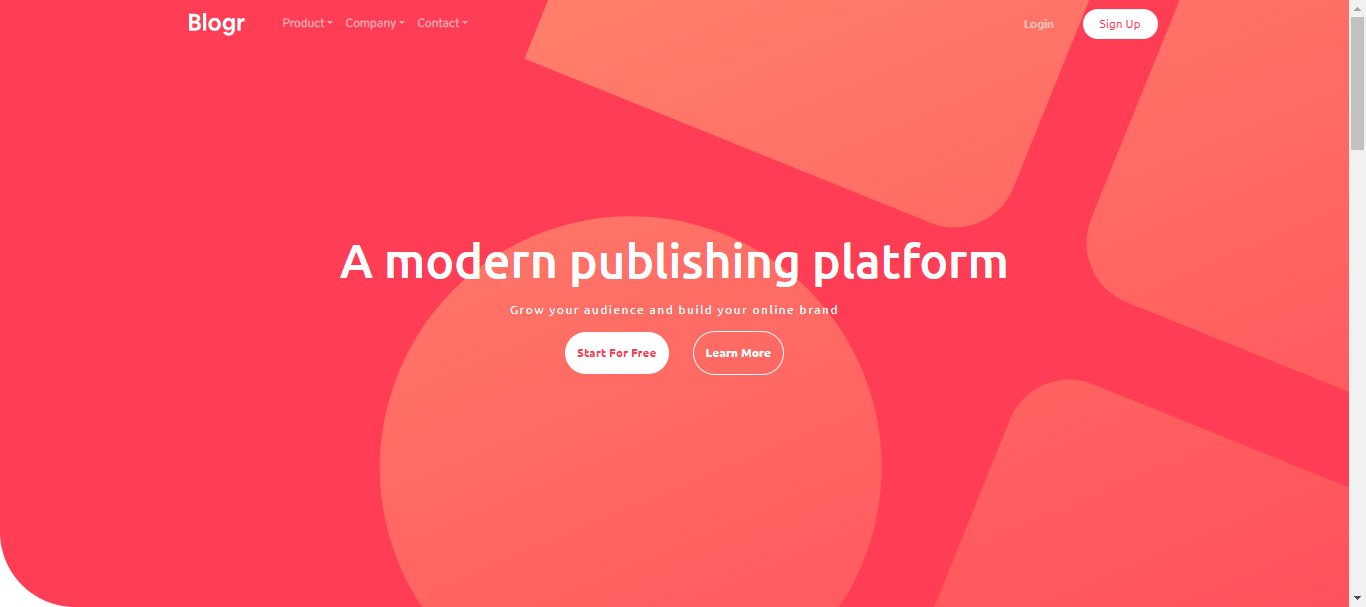 Blogr Product Company Contact Login Sign Up
A modern publishing platform
Grow your audience and build your online brand
Start For Free Learn More